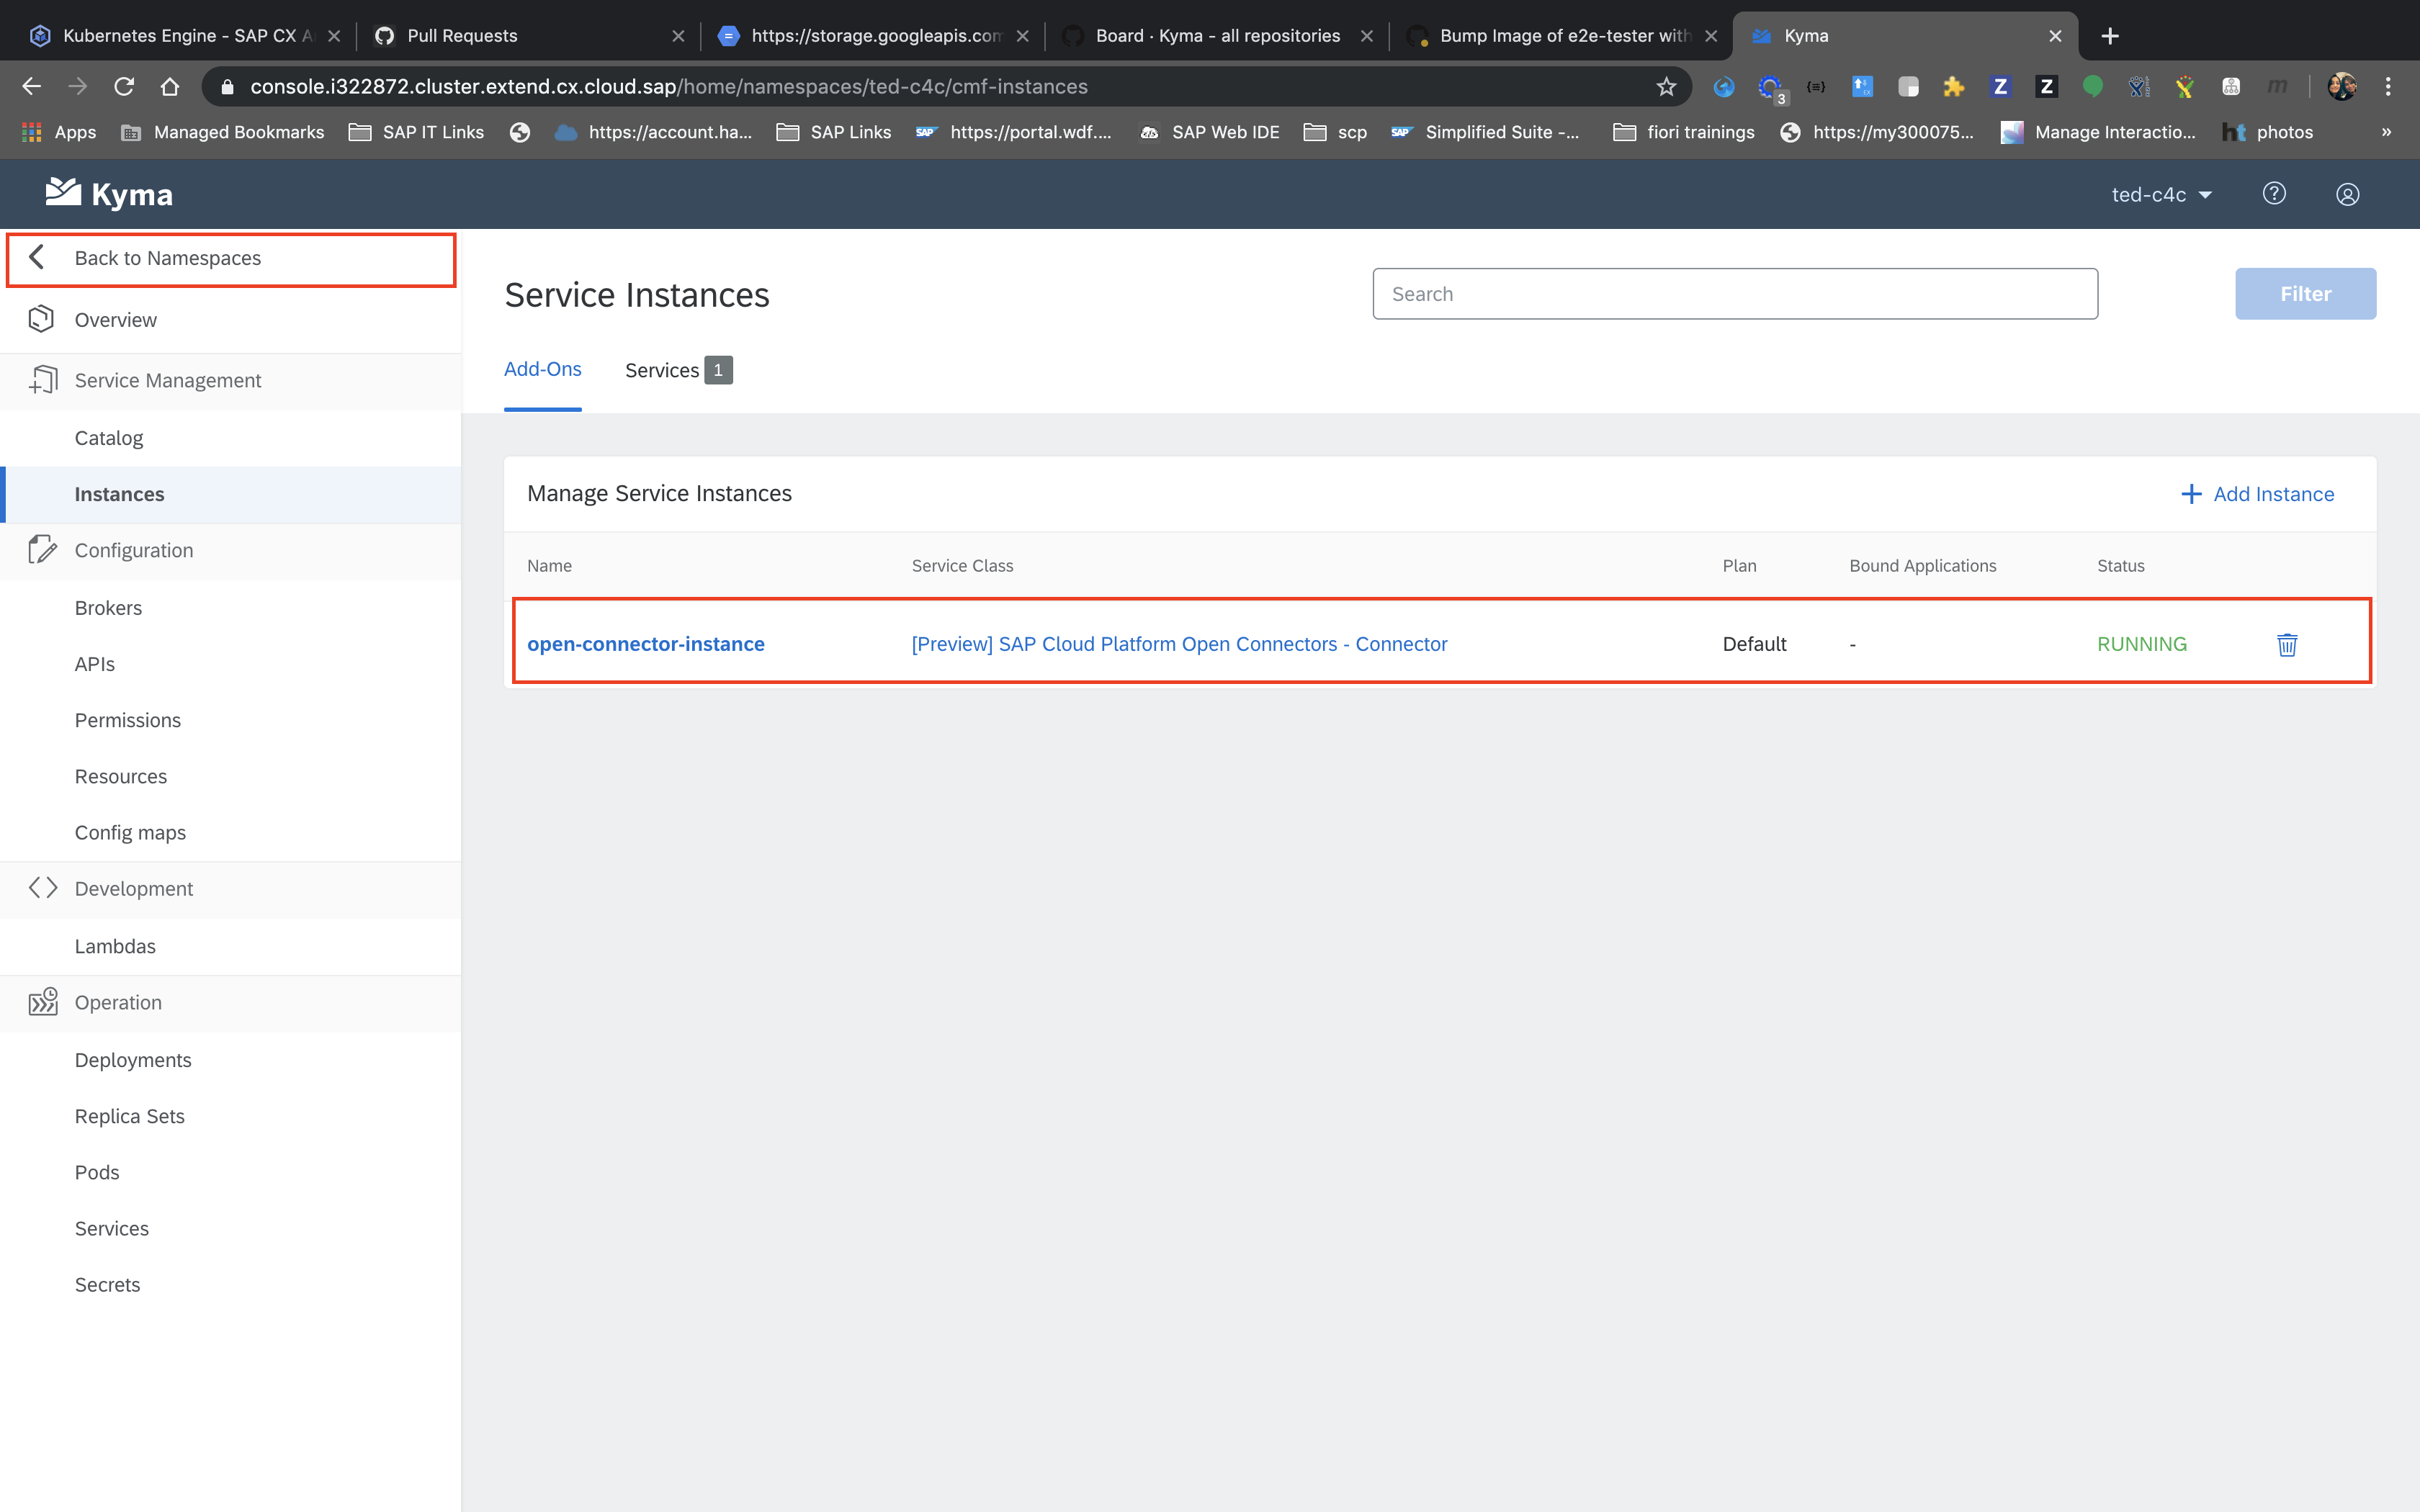 Kubernetes Engine - SAP CX A
Pull Requests
https://storage.googleapis.com
Board · Kyma - all repositories
Bump Image of e2e-tester with
Kyma
console.i322872.cluster.extend.cx.cloud.sap/home/namespaces/ted-c4c/cmf-instances
3
Apps
Managed Bookmarks
SAP IT Links
https://account.ha...
SAP Links
SAP
https://portal.wdf....
SAP Web IDE
scp
SAP
Simplified Suite -...
fiori trainings
https://my300075...
Manage Interactio...
ht
photos
»
Kyma
ted-c4c
Back to Namespaces
Overview
Service Management
Catalog
Instances
Configuration
Brokers
APIs
Permissions
Resources
Config maps
Development
Lambdas
Operation
Deployments
Replica Sets
Pods
Services
Secrets
Service Instances
Search
Filter
Add-Ons
Services 1
Manage Service Instances
+ Add Instance
Name Service Class Plan Bound Applications Status
open-connector-instance [Preview] SAP Cloud Platform Open Connectors - Connector Default - RUNNING